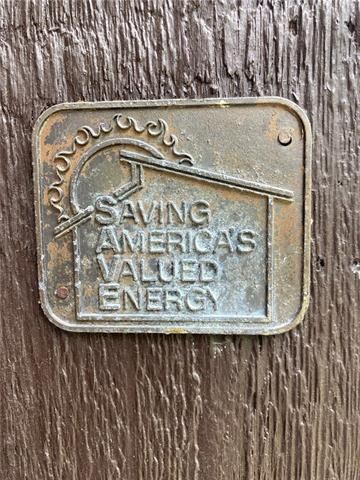 SAVING
AMERICA'S
VALUED
ENERGY